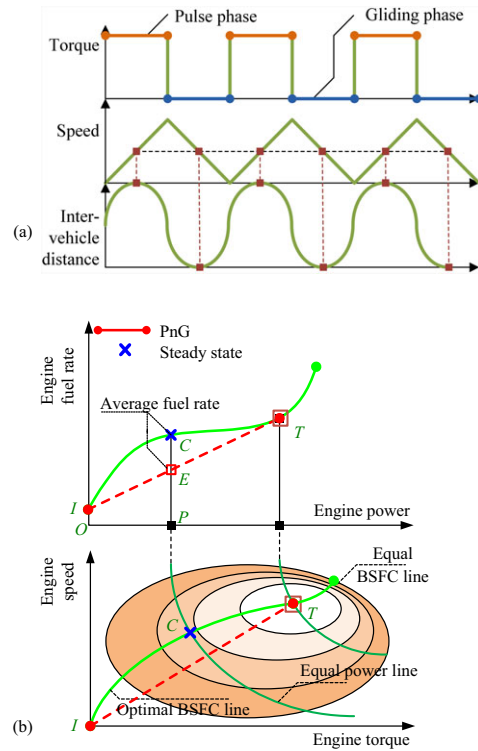 Pulse phase
Gliding phase
Torque
Speed
Inter-
vehicle
distance
(a)
PnG
Steady state
Engine
fuel rate
Average fuel rate
C
T
E
I
O
P
Engine power
Engine
speed
Equal
BSFC line
T
C
Equal power line
Optimal BSFC line
I
(b)
Engine torque